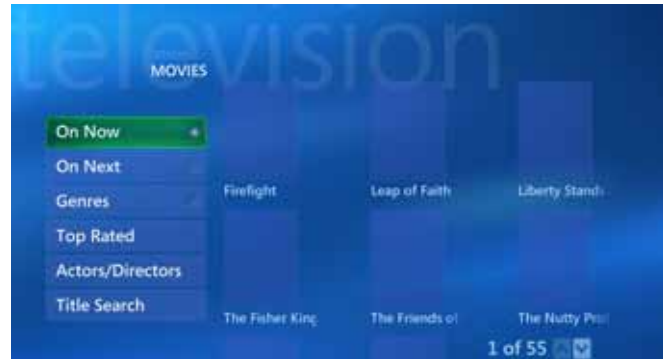 television
MOVIES
On Now
On Next
Genres
Top Rated
Actors/Directors
Title Search
Firefight
Leap of Faith
Liberty Stands
The Fisher King
The Friends of
The Nutty Pro
1 of 55